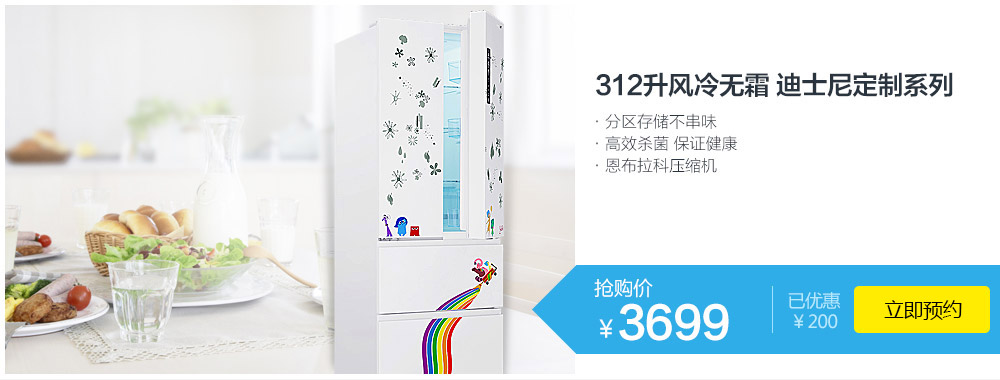 312升风冷无霜 迪士尼定制系列
· 分区存储不串味
· 高效杀菌 保证健康
· 恩布拉科压缩机
抢购价
¥3699
已优惠
¥200
立即预约